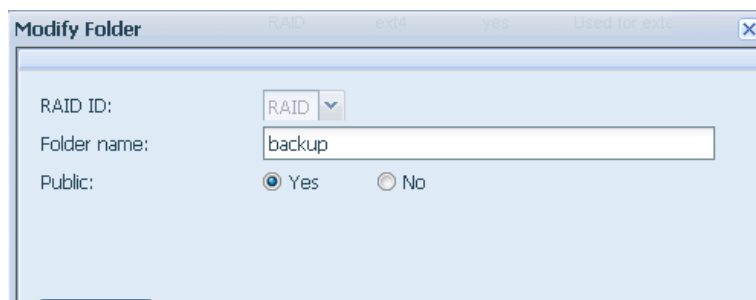 Modify Folder RAID ext4 yes Used for exte
RAID ID: RAID
Folder name: backup
Public: Yes No